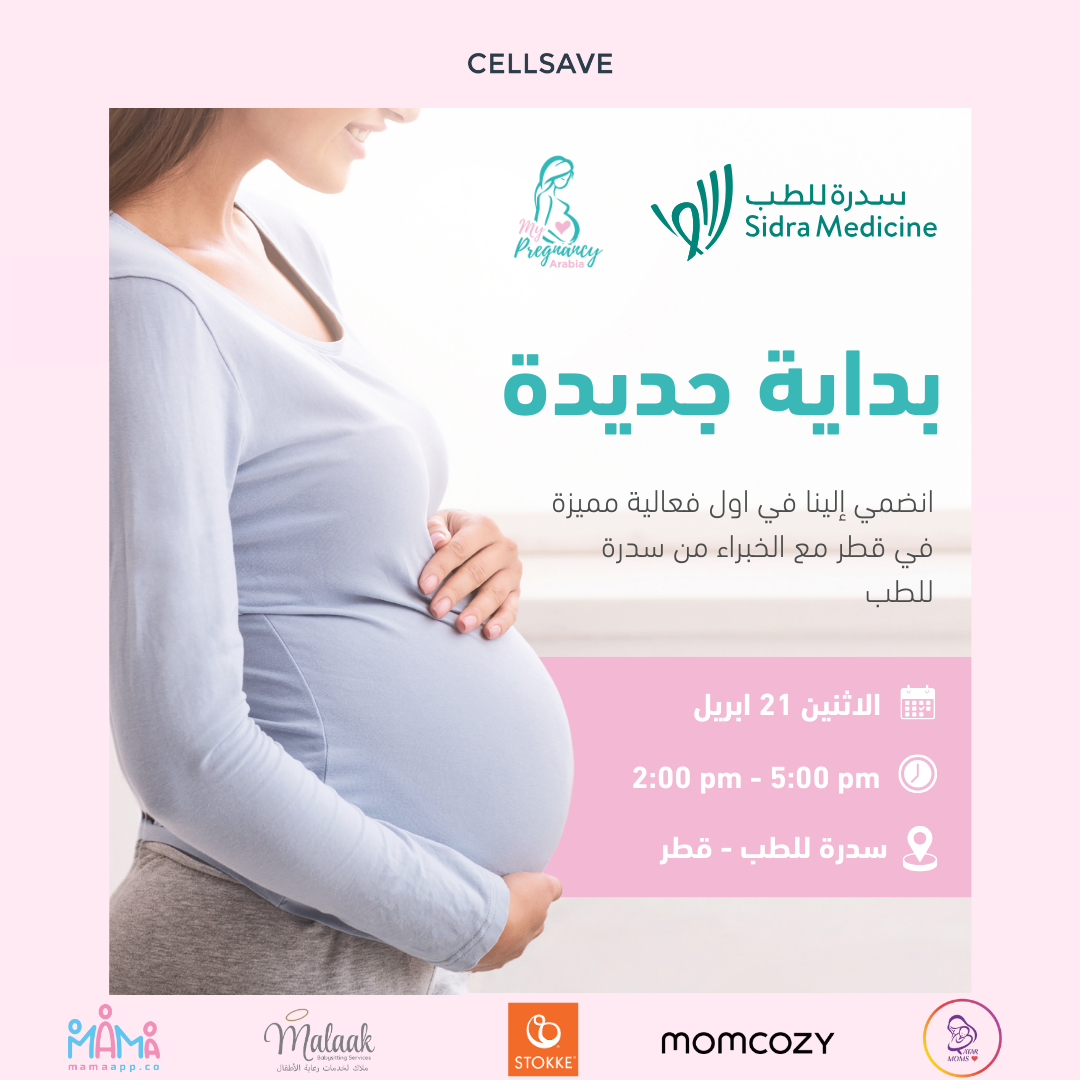 CELLSAVE
My
Pregnancy
Arabia
سدرة للطب
Sidra Medicine
بداية جديدة
انضمي إلينا في اول فعالية مميزة
في قطر مع الخبراء من سدرة
للطب
الاثنين 21 ابريل
2:00 pm - 5:00 pm
سدرة للطب - قطر
MAMA
mamaapp.co
Malaak
Babysitting Services
ملاك لخدمات رعاية الأطفال
STOKKE
momcozy
QATAR
MOMS